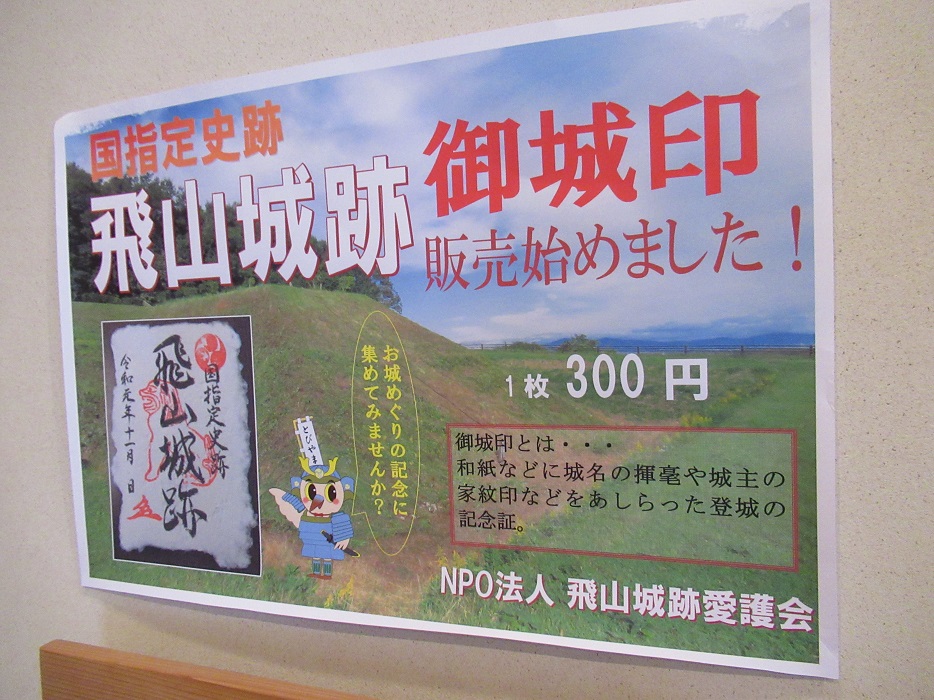 国指定史跡
飛山城跡
御城印
販売始めました！
1枚 300円
お城めぐりの記念に
集めてみませんか？
とびやま
御城印とは・・・
和紙などに城名の揮毫や城主の
家紋印などをあしらった登城の
記念証。
国指定史跡
飛山城跡
令和元年十一月 日
NPO法人 飛山城跡愛護会